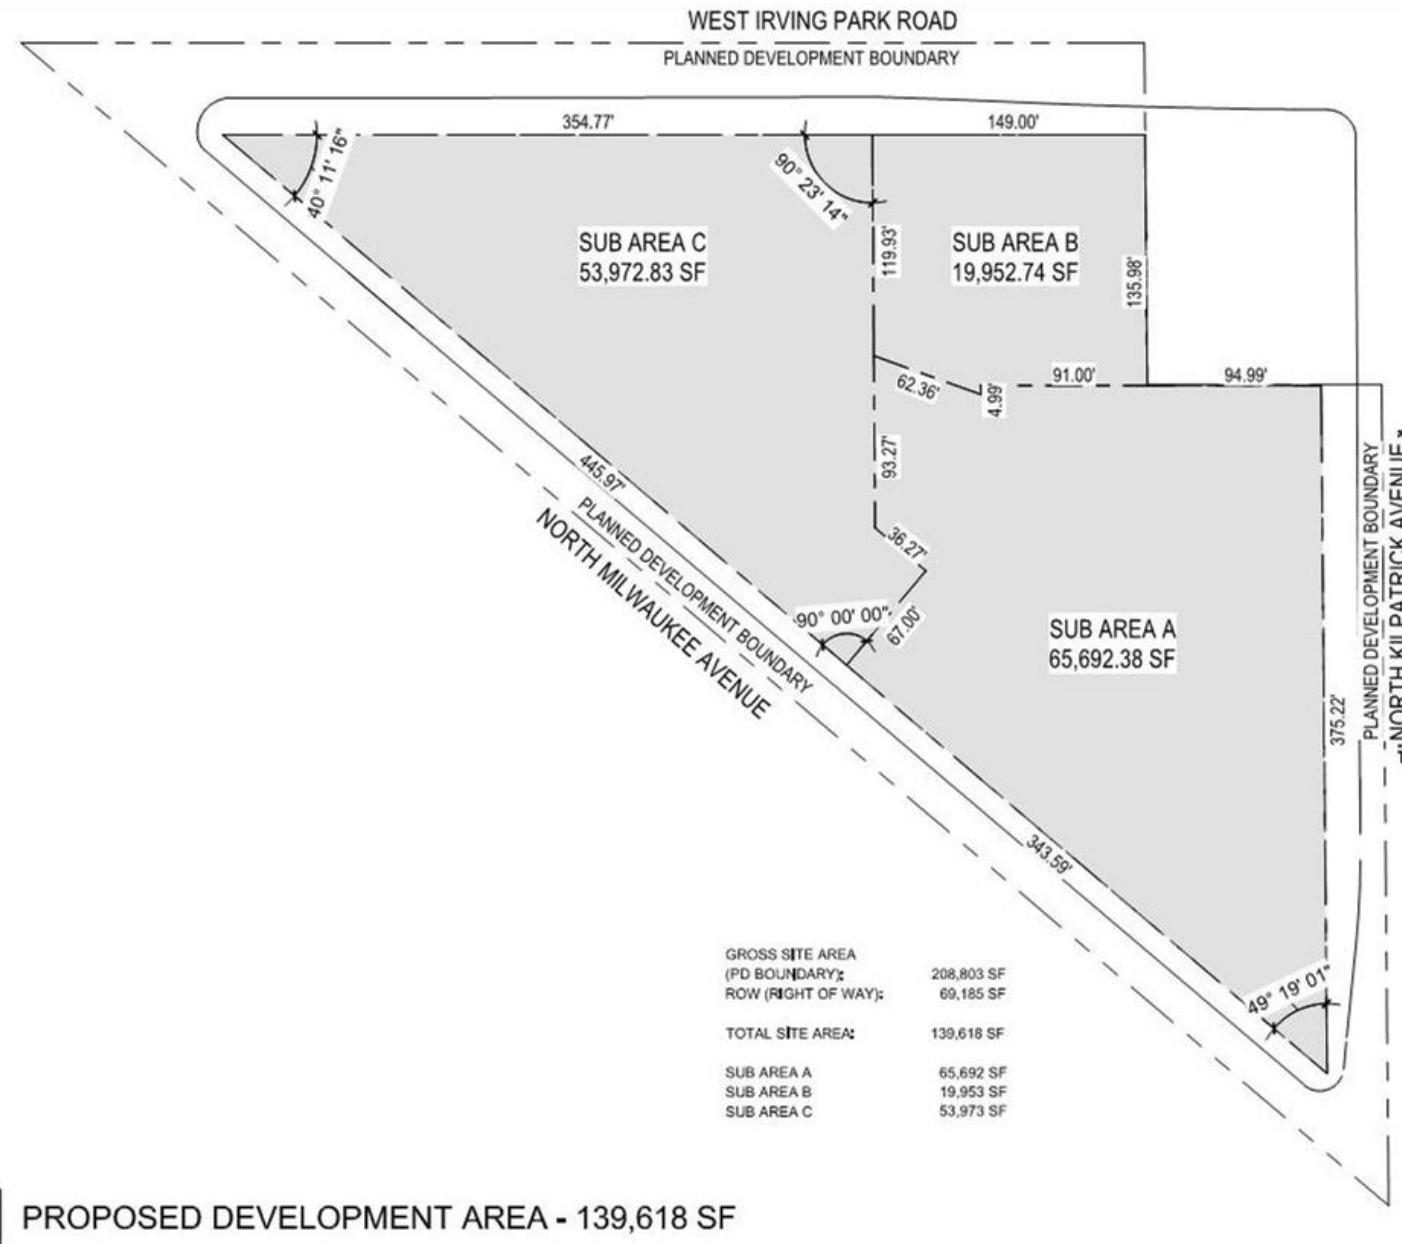 WEST IRVING PARK ROAD
PLANNED DEVELOPMENT BOUNDARY
354.77'
149.00'
40° 11' 16"
90° 23' 14"
SUB AREA C
53,972.83 SF
119.93'
SUB AREA B
19,952.74 SF
135.98'
62.36'
4.99'
91.00'
94.99'
93.27'
445.97'
PLANNED DEVELOPMENT BOUNDARY
NORTH MILWAUKEE AVENUE
36.27'
90° 00' 00"
67.00'
SUB AREA A
65,692.38 SF
PLANNED DEVELOPMENT BOUNDARY
NORTH KILPATRICK AVENUE
375.22'
343.59'
49° 19' 01"
GROSS SITE AREA
(PD BOUNDARY): 208,803 SF
ROW (RIGHT OF WAY): 69,185 SF
TOTAL SITE AREA: 139,618 SF
SUB AREA A 65,692 SF
SUB AREA B 19,953 SF
SUB AREA C 53,973 SF
PROPOSED DEVELOPMENT AREA - 139,618 SF